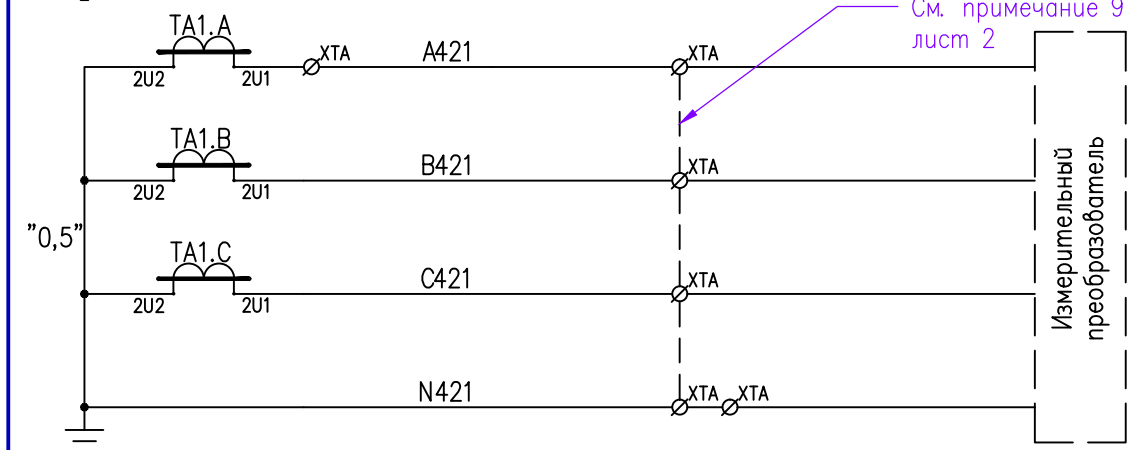 См. примечание 9
лист 2
TA1.A
XTA
A421
XTA
2U2
2U1
TA1.B
B421
XTA
2U2
2U1
"0,5"
TA1.C
C421
XTA
2U2
2U1
N421
XTA
XTA
Измерительный
преобразователь